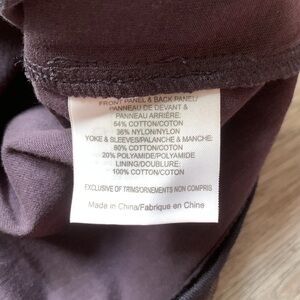 FRONT PANEL & BACK PANEL/
PANNEAU DE DEVANT &
PANNEAU ARRIÈRE:
64% COTTON/COTON
36% NYLON/NYLON
YOKE & SLEEVES/PALANCHE & MANCHE:
80% COTTON/COTON
20% POLYAMIDE/POLYAMIDE
LINING/DOUBLURE:
100% COTTON/COTON
EXCLUSIVE OF TRIMS/ORNEMENTS NON COMPRIS
Made in China/Fabrique en Chine